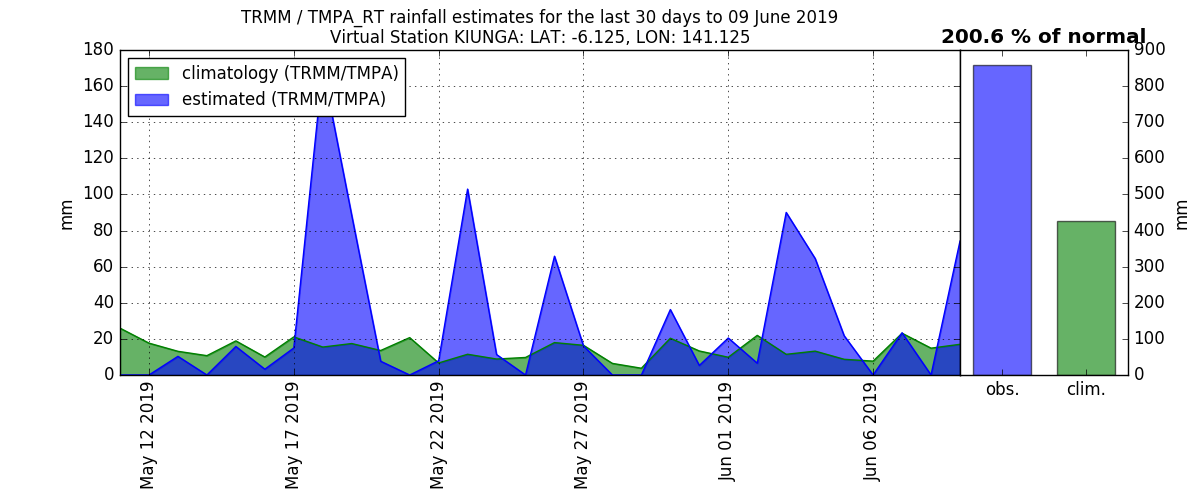 TRMM / TMPA_RT rainfall estimates for the last 30 days to 09 June 2019
Virtual Station KIUNGA: LAT: -6.125, LON: 141.125
200.6 % of normal
climatology (TRMM/TMPA)
estimated (TRMM/TMPA)
180
160
140
120
100
80
60
40
20
0
mm
900
800
700
600
500
400
300
200
100
0
mm
May 12 2019
May 17 2019
May 22 2019
May 27 2019
Jun 01 2019
Jun 06 2019
obs.
clim.